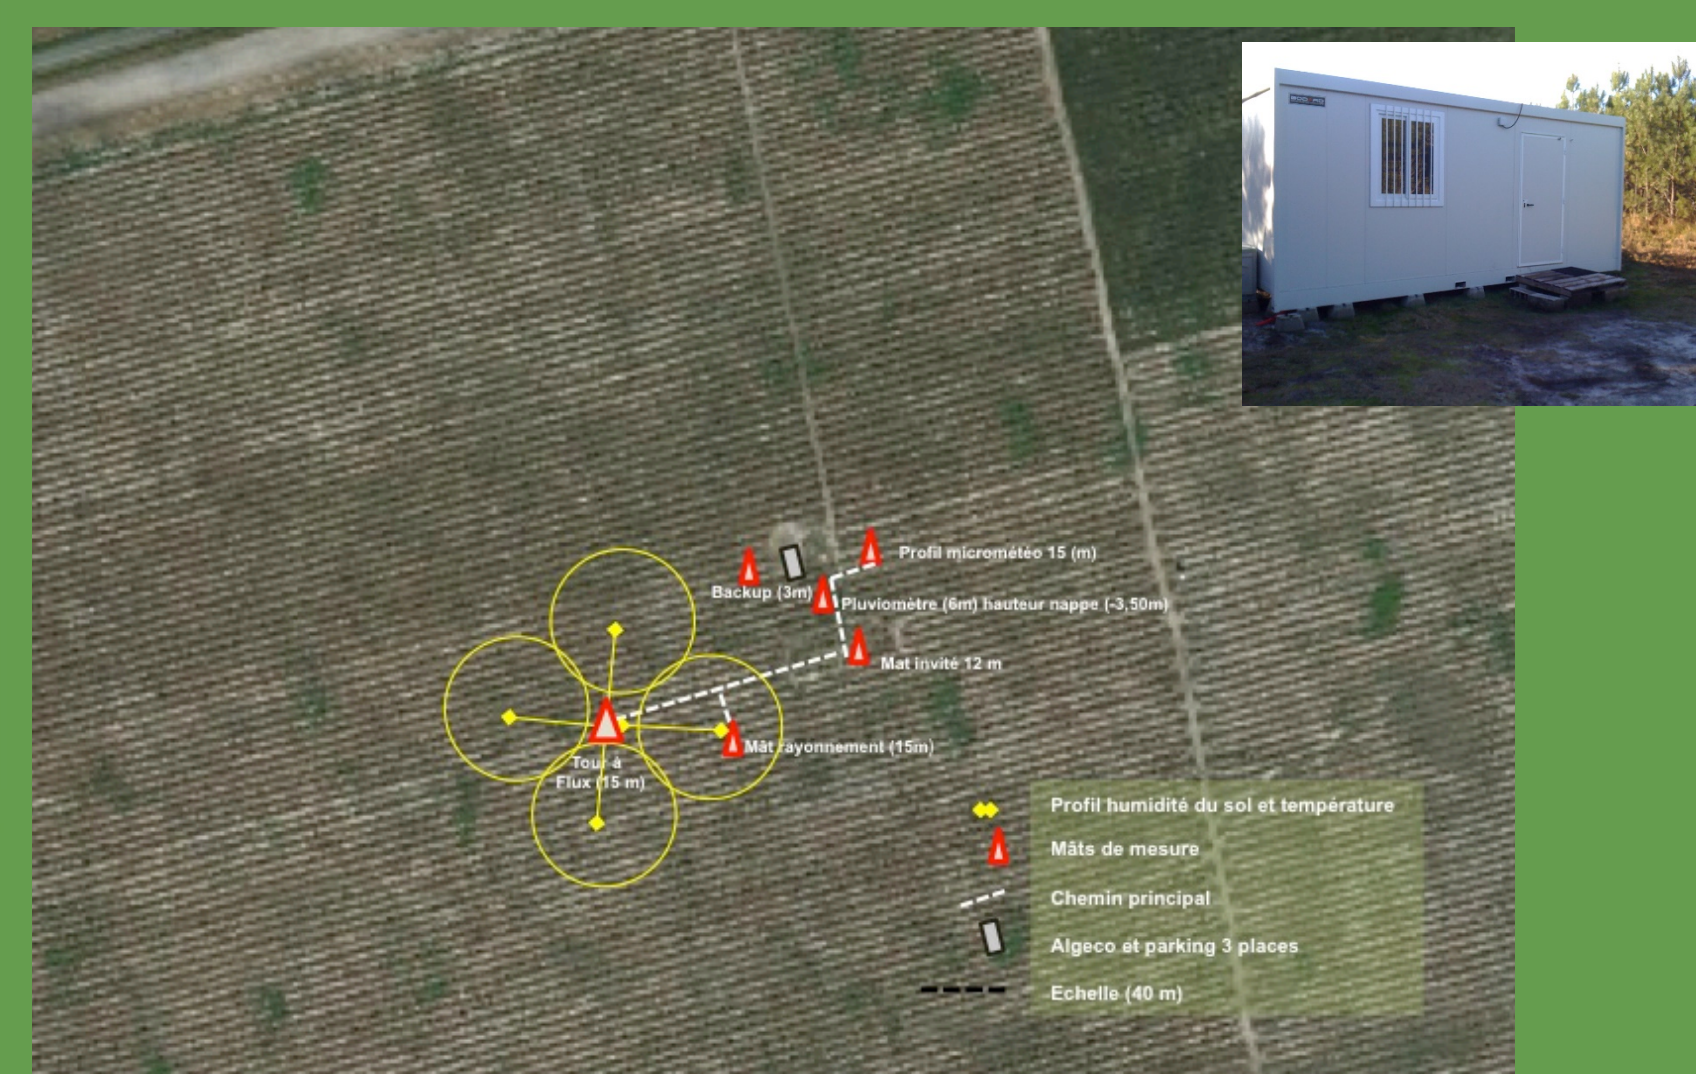 Profil micrométéo 15 (m)
Backup (3m)
Pluviomètre (6m) hauteur nappe (-3,50m)
Mat invité 12 m
Mât rayonnement (15m)
Tour à
Flux (15 m)
Profil humidité du sol et température
Mâts de mesure
Chemin principal
Algeco et parking 3 places
Echelle (40 m)